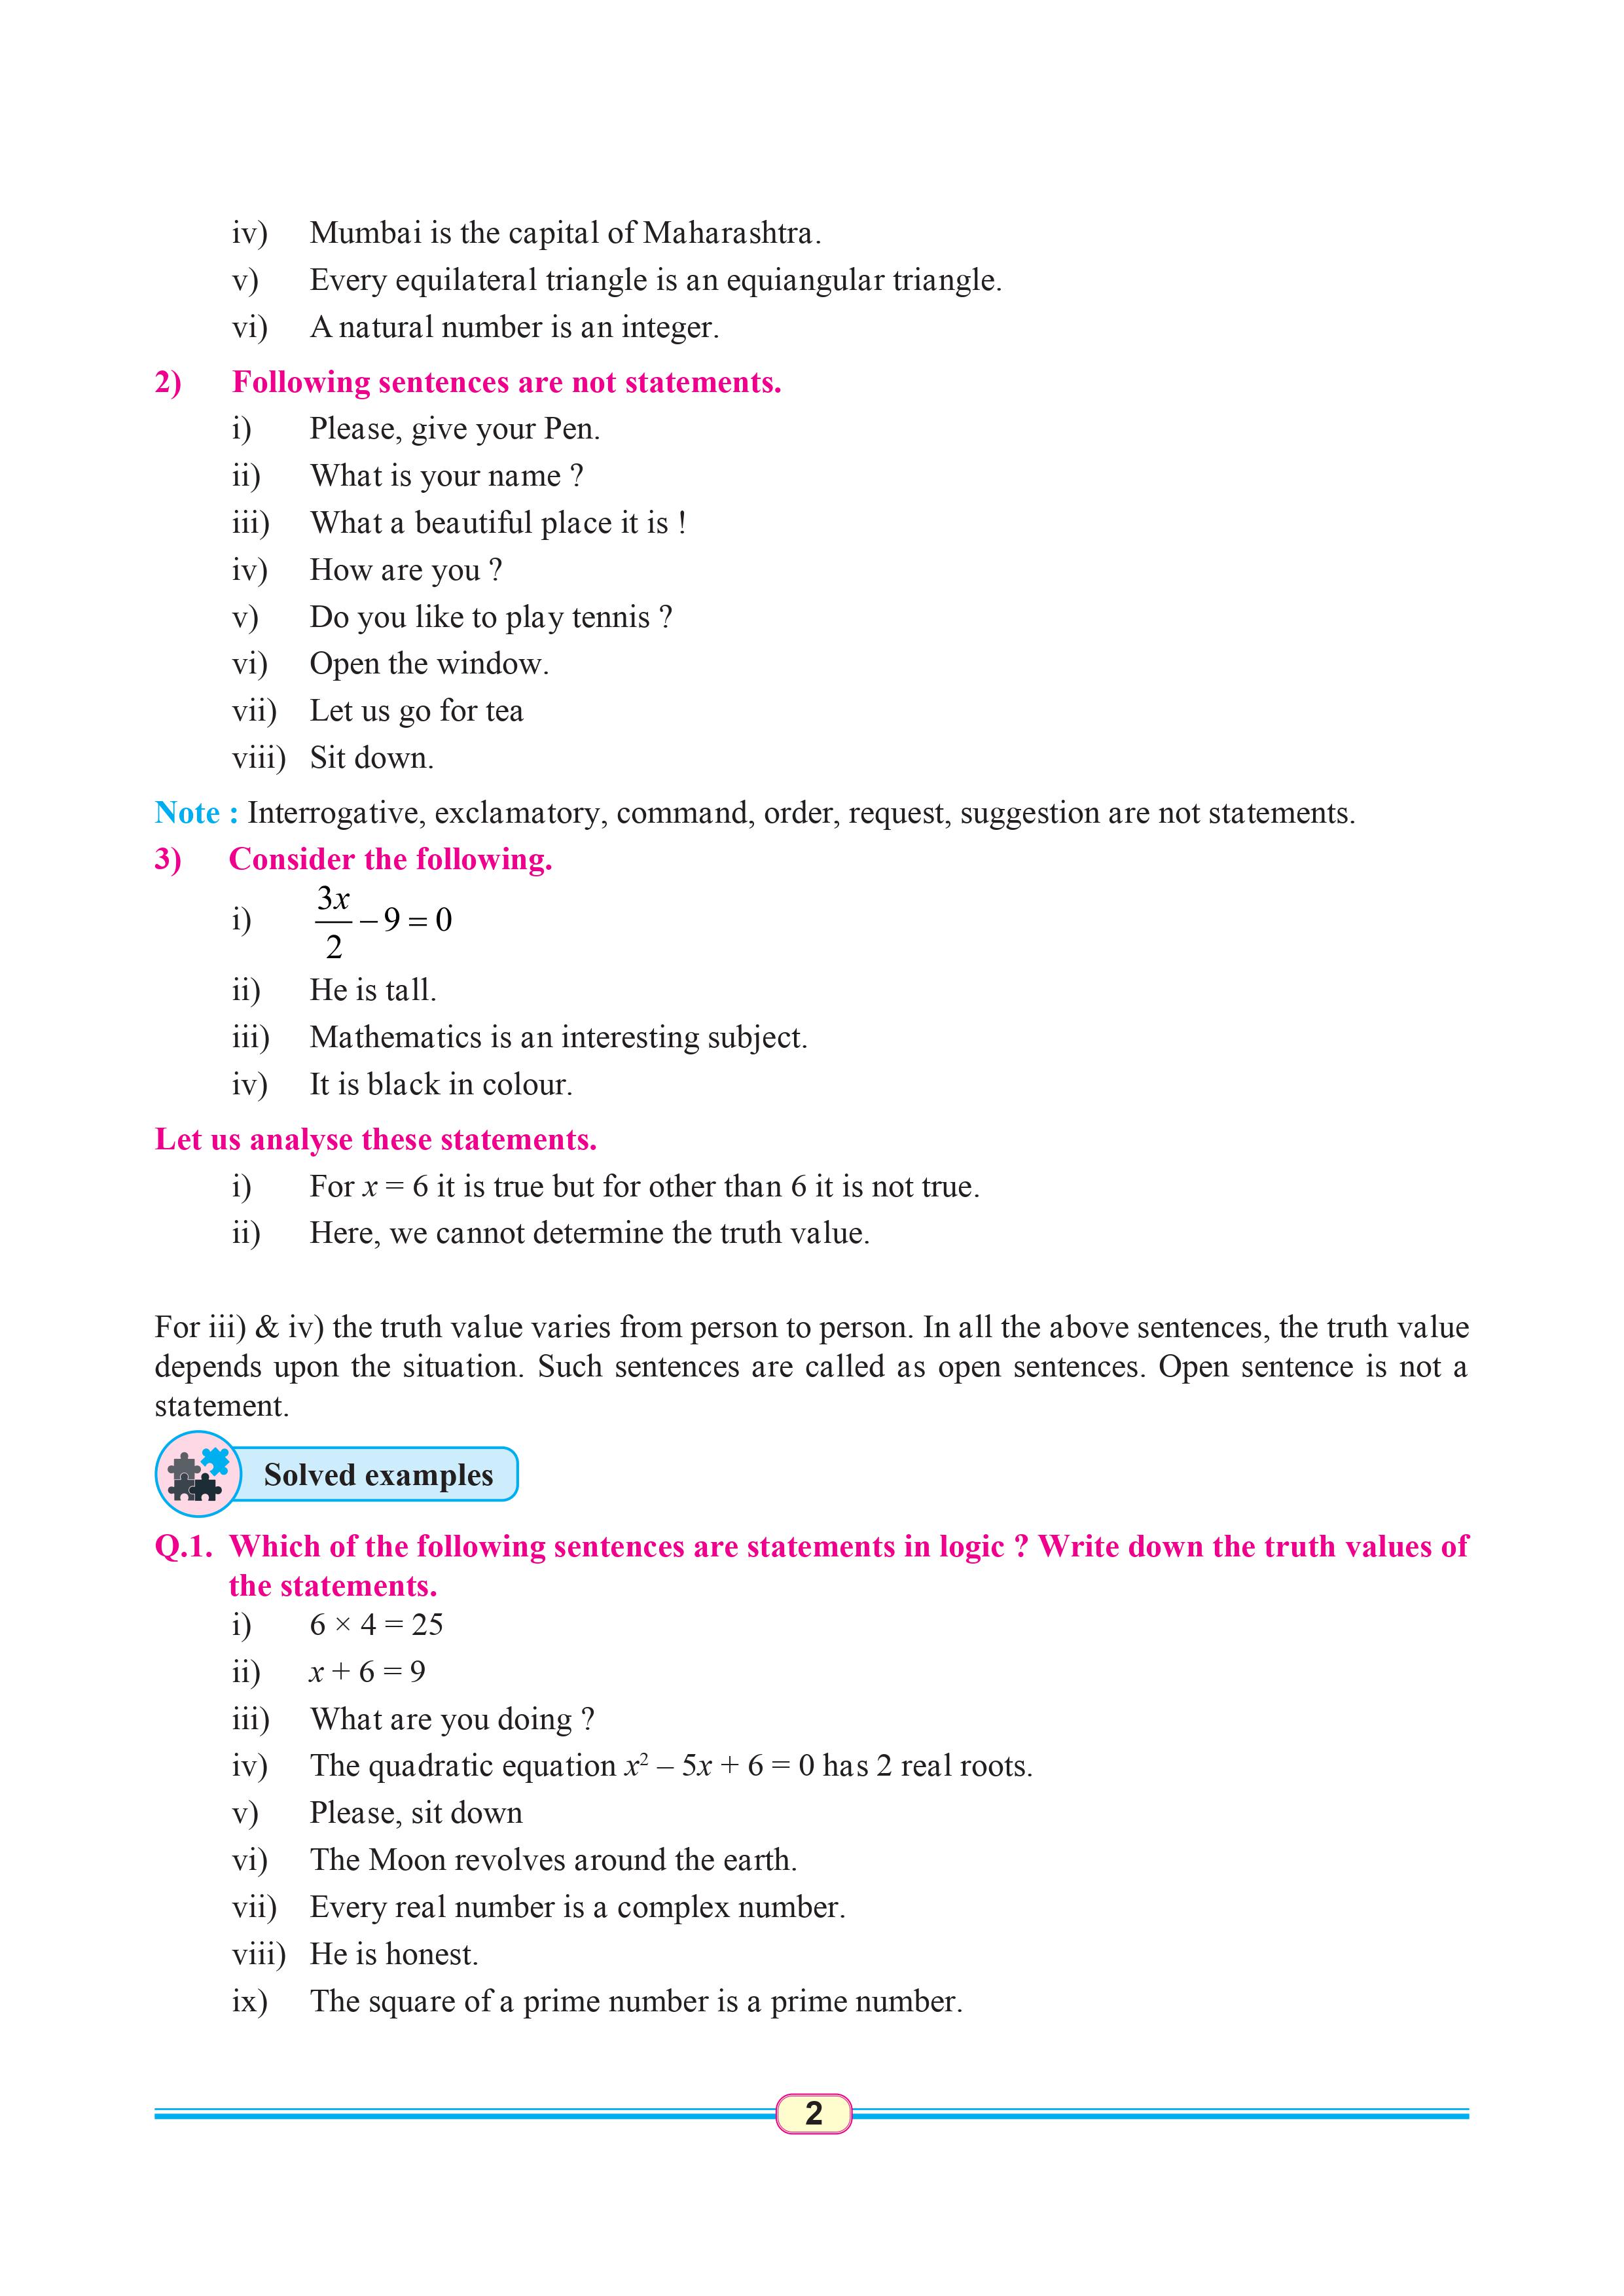 iv) Mumbai is the capital of Maharashtra.
v) Every equilateral triangle is an equiangular triangle.
vi) A natural number is an integer.
2) Following sentences are not statements.
i) Please, give your Pen.
ii) What is your name ?
iii) What a beautiful place it is !
iv) How are you ?
v) Do you like to play tennis ?
vi) Open the window.
vii) Let us go for tea
viii) Sit down.
Note : Interrogative, exclamatory, command, order, request, suggestion are not statements.
3) Consider the following.
i) 3x/2 – 9 = 0
ii) He is tall.
iii) Mathematics is an interesting subject.
iv) It is black in colour.
Let us analyse these statements.
i) For x = 6 it is true but for other than 6 it is not true.
ii) Here, we cannot determine the truth value.
For iii) & iv) the truth value varies from person to person. In all the above sentences, the truth value
depends upon the situation. Such sentences are called as open sentences. Open sentence is not a
statement.
Solved examples
Q.1. Which of the following sentences are statements in logic ? Write down the truth values of
the statements.
i) 6 × 4 = 25
ii) x + 6 = 9
iii) What are you doing ?
iv) The quadratic equation x² – 5x + 6 = 0 has 2 real roots.
v) Please, sit down
vi) The Moon revolves around the earth.
vii) Every real number is a complex number.
viii) He is honest.
ix) The square of a prime number is a prime number.
2